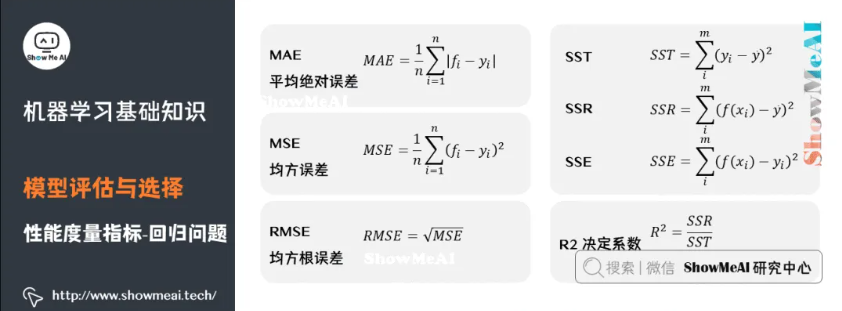 Show Me AI
机器学习基础知识
模型评估与选择
性能度量指标-回归问题
http://www.showmeai.tech/
MAE
平均绝对误差
MAE = \frac{1}{n}\sum_{i=1}^{n}|f_i - y_i|
ShowMeAI
MSE
均方误差
MSE = \frac{1}{n}\sum_{i=1}^{n}(f_i - y_i)^2
RMSE
均方根误差
RMSE = \sqrt{MSE}
ShowMeAI
SST
SST = \sum_{i}^{m}(y_i - y)^2
SSR
SSR = \sum_{i}^{m}(f(x_i) - y)^2
SSE
SSE = \sum_{i}^{m}(f(x_i) - y_i)^2
R2 决定系数
R^2 = \frac{SSR}{SST}
搜索 | 微信 ShowMeAI 研究中心
ShowMeAI